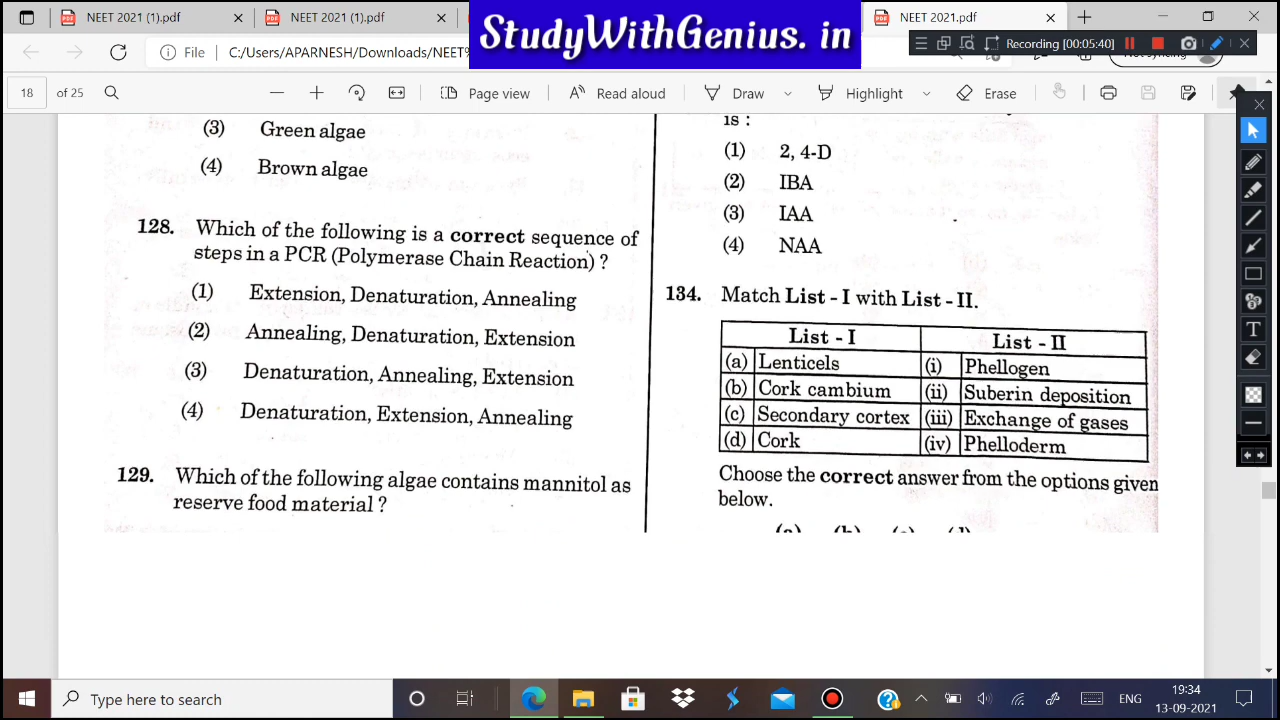 NEET 2021 (1).pdf
NEET 2021 (1).pdf
StudyWithGenius. in
NEET 2021.pdf
File
C:/Users/APARNESH/Downloads/NEET%
Recording (00:05:40)
18 of 25
Page view
Read aloud
Draw
Highlight
Erase
(3) Green algae
(4) Brown algae
128. Which of the following is a correct sequence of
steps in a PCR (Polymerase Chain Reaction) ?
(1) Extension, Denaturation, Annealing
(2) Annealing, Denaturation, Extension
(3) Denaturation, Annealing, Extension
(4) Denaturation, Extension, Annealing
129. Which of the following algae contains mannitol as
reserve food material ?
is :
(1) 2, 4-D
(2) IBA
(3) IAA
(4) NAA
134. Match List - I with List - II.
List - I List - II
(a) Lenticels (i) Phellogen
(b) Cork cambium (ii) Suberin deposition
(c) Secondary cortex (iii) Exchange of gases
(d) Cork (iv) Phelloderm
Choose the correct answer from the options given
below.
(a) (b) (c) (d)
Type here to search
ENG
19:34
13-09-2021